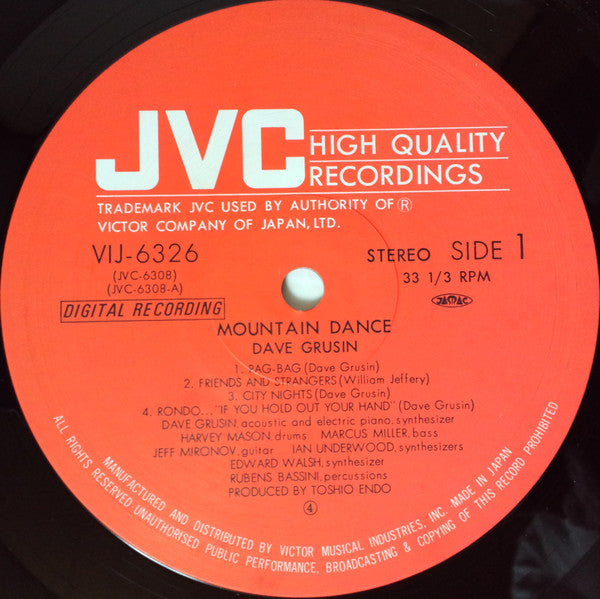 JVC
HIGH QUALITY
RECORDINGS
TRADEMARK JVC USED BY AUTHORITY OF Ⓡ
VICTOR COMPANY OF JAPAN, LTD.
VIJ-6326
(JVC-6308)
(JVC-6308-A)
DIGITAL RECORDING
STEREO SIDE 1
33 1/3 RPM
JASRAC
MOUNTAIN DANCE
DAVE GRUSIN
1. RAG-BAG (Dave Grusin)
2. FRIENDS AND STRANGERS (William Jeffery)
3. CITY NIGHTS (Dave Grusin)
4. RONDO..."IF YOU HOLD OUT YOUR HAND" (Dave Grusin)
DAVE GRUSIN, acoustic and electric piano, synthesizer
HARVEY MASON, drums MARCUS MILLER, bass
JEFF MIRONOV, guitar IAN UNDERWOOD, synthesizers
EDWARD WALSH, synthesizer
RUBENS BASSINI, percussions
PRODUCED BY TOSHIO ENDO
④
MANUFACTURED AND DISTRIBUTED BY VICTOR MUSICAL INDUSTRIES, INC. MADE IN JAPAN
ALL RIGHTS RESERVED. UNAUTHORISED PUBLIC PERFORMANCE, BROADCASTING & COPYING OF THIS RECORD PROHIBITED